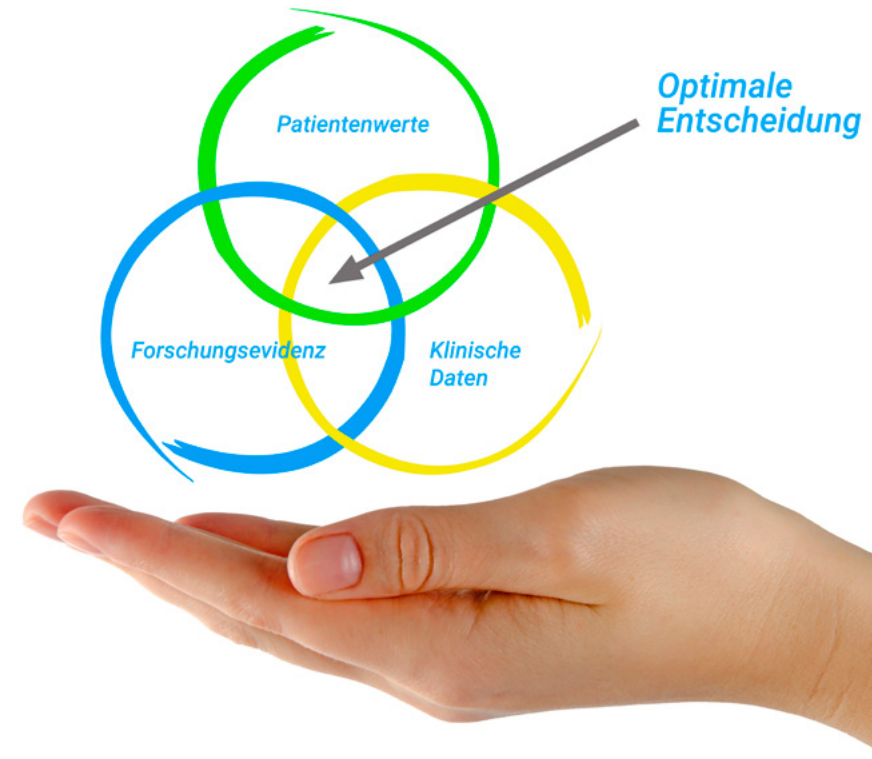 Patientenwerte
Optimale
Entscheidung
Forschungsevidenz
Klinische
Daten